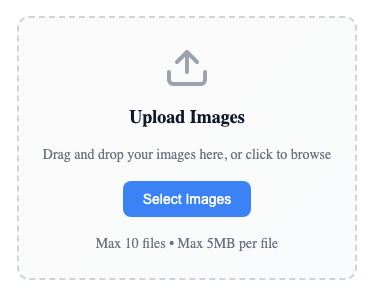 Upload Images
Drag and drop your images here, or click to browse
Select Images
Max 10 files • Max 5MB per file